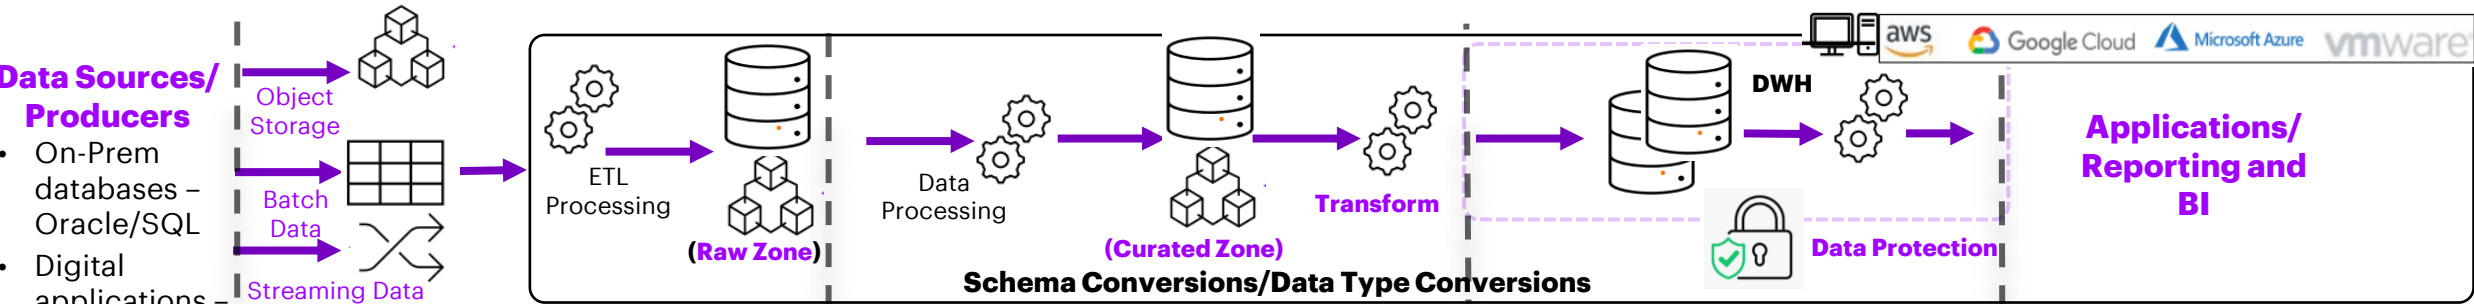 Data Sources/
Producers
• On-Prem
databases –
Oracle/SQL
• Digital
applications –
Object
Storage
Batch
Data
Streaming Data
ETL
Processing
(Raw Zone)
Data
Processing
(Curated Zone)
Transform
Schema Conversions/Data Type Conversions
DWH
Data Protection
aws
Google Cloud
Microsoft Azure
vmware
Applications/
Reporting and
BI